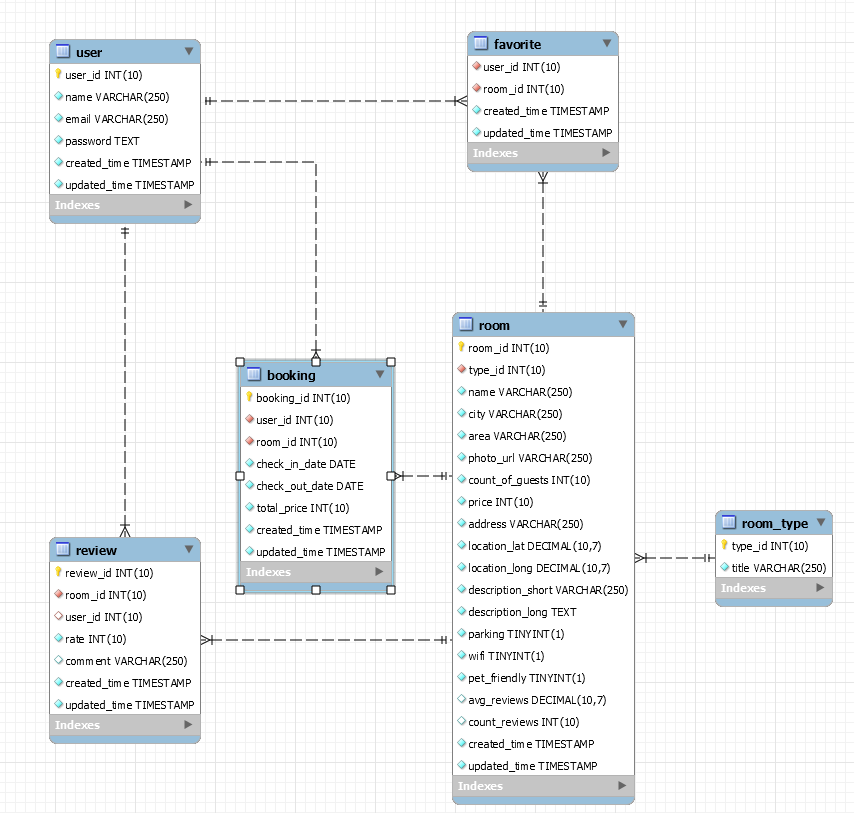 user
user_id INT(10)
name VARCHAR(250)
email VARCHAR(250)
password TEXT
created_time TIMESTAMP
updated_time TIMESTAMP
Indexes
favorite
user_id INT(10)
room_id INT(10)
created_time TIMESTAMP
updated_time TIMESTAMP
Indexes
booking
booking_id INT(10)
user_id INT(10)
room_id INT(10)
check_in_date DATE
check_out_date DATE
total_price INT(10)
created_time TIMESTAMP
updated_time TIMESTAMP
Indexes
room
room_id INT(10)
type_id INT(10)
name VARCHAR(250)
city VARCHAR(250)
area VARCHAR(250)
photo_url VARCHAR(250)
count_of_guests INT(10)
price INT(10)
address VARCHAR(250)
location_lat DECIMAL(10,7)
location_long DECIMAL(10,7)
description_short VARCHAR(250)
description_long TEXT
parking TINYINT(1)
wifi TINYINT(1)
pet_friendly TINYINT(1)
avg_reviews DECIMAL(10,7)
count_reviews INT(10)
created_time TIMESTAMP
updated_time TIMESTAMP
Indexes
room_type
type_id INT(10)
title VARCHAR(250)
Indexes
review
review_id INT(10)
room_id INT(10)
user_id INT(10)
rate INT(10)
comment VARCHAR(250)
created_time TIMESTAMP
updated_time TIMESTAMP
Indexes